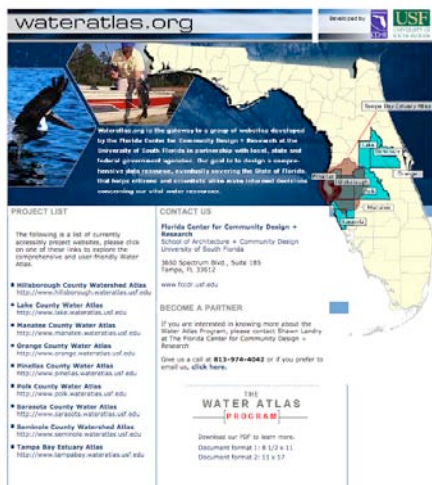 wateratlas.org
Developed by
USF
UNIVERSITY OF
SOUTH FLORIDA
Wateratlas.org is the gateway to a group of websites developed
by the Florida Center for Community Design + Research at the
University of South Florida in partnership with local, state and
federal government agencies. Our goal is to design a compre-
hensive data resource, eventually covering the State of Florida,
that helps citizens and scientists alike make informed decisions
concerning our vital water resources.
Tampa Bay Estuary Atlas
Lake
Seminole
Orange
Pinellas
Hillsborough
Polk
Manatee
Sarasota
PROJECT LIST
The following is a list of currently
accessibly project websites, please click
on one of these links to explore the
comprehensive and user-friendly Water
Atlas.
Hillsborough County Watershed Atlas
http://www.hillsborough.wateratlas.usf.edu
Lake County Water Atlas
http://www.lake.wateratlas.usf.edu
Manatee County Water Atlas
http://www.manatee.wateratlas.usf.edu
Orange County Water Atlas
http://www.orange.wateratlas.usf.edu
Pinellas County Water Atlas
http://www.pinellas.wateratlas.usf.edu
Polk County Water Atlas
http://www.polk.wateratlas.usf.edu
Sarasota County Water Atlas
http://www.sarasota.wateratlas.usf.edu
Seminole County Watershed Atlas
http://www.seminole.wateratlas.usf.edu
Tampa Bay Estuary Atlas
http://www.tampabay.wateratlas.usf.edu
CONTACT US
Florida Center for Community Design +
Research
School of Architecture + Community Design
University of South Florida
3650 Spectrum Blvd., Suite 185
Tampa, FL 33612
www.fccdr.usf.edu
BECOME A PARTNER
If you are interested in knowing more about the
Water Atlas Program, please contact Shawn Landry
at The Florida Center for Community Design +
Research
Give us a call at 813-974-4042 or if you prefer to
email us, click here.
THE
WATER ATLAS
[PROGRAM]
Download our PDF to learn more.
Document format 1: 8 1/2 x 11
Document format 2: 11 x 17